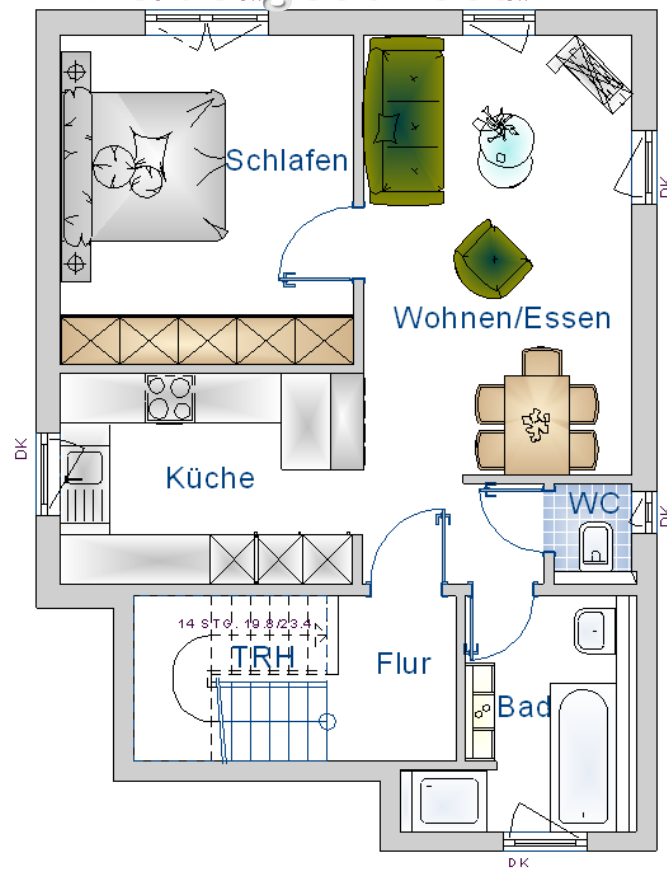 Schlafen
DK
Wohnen/Essen
DK
Küche
WC
DK
14 STG. 19.8/23.4
TRH
Flur
Bad
DK